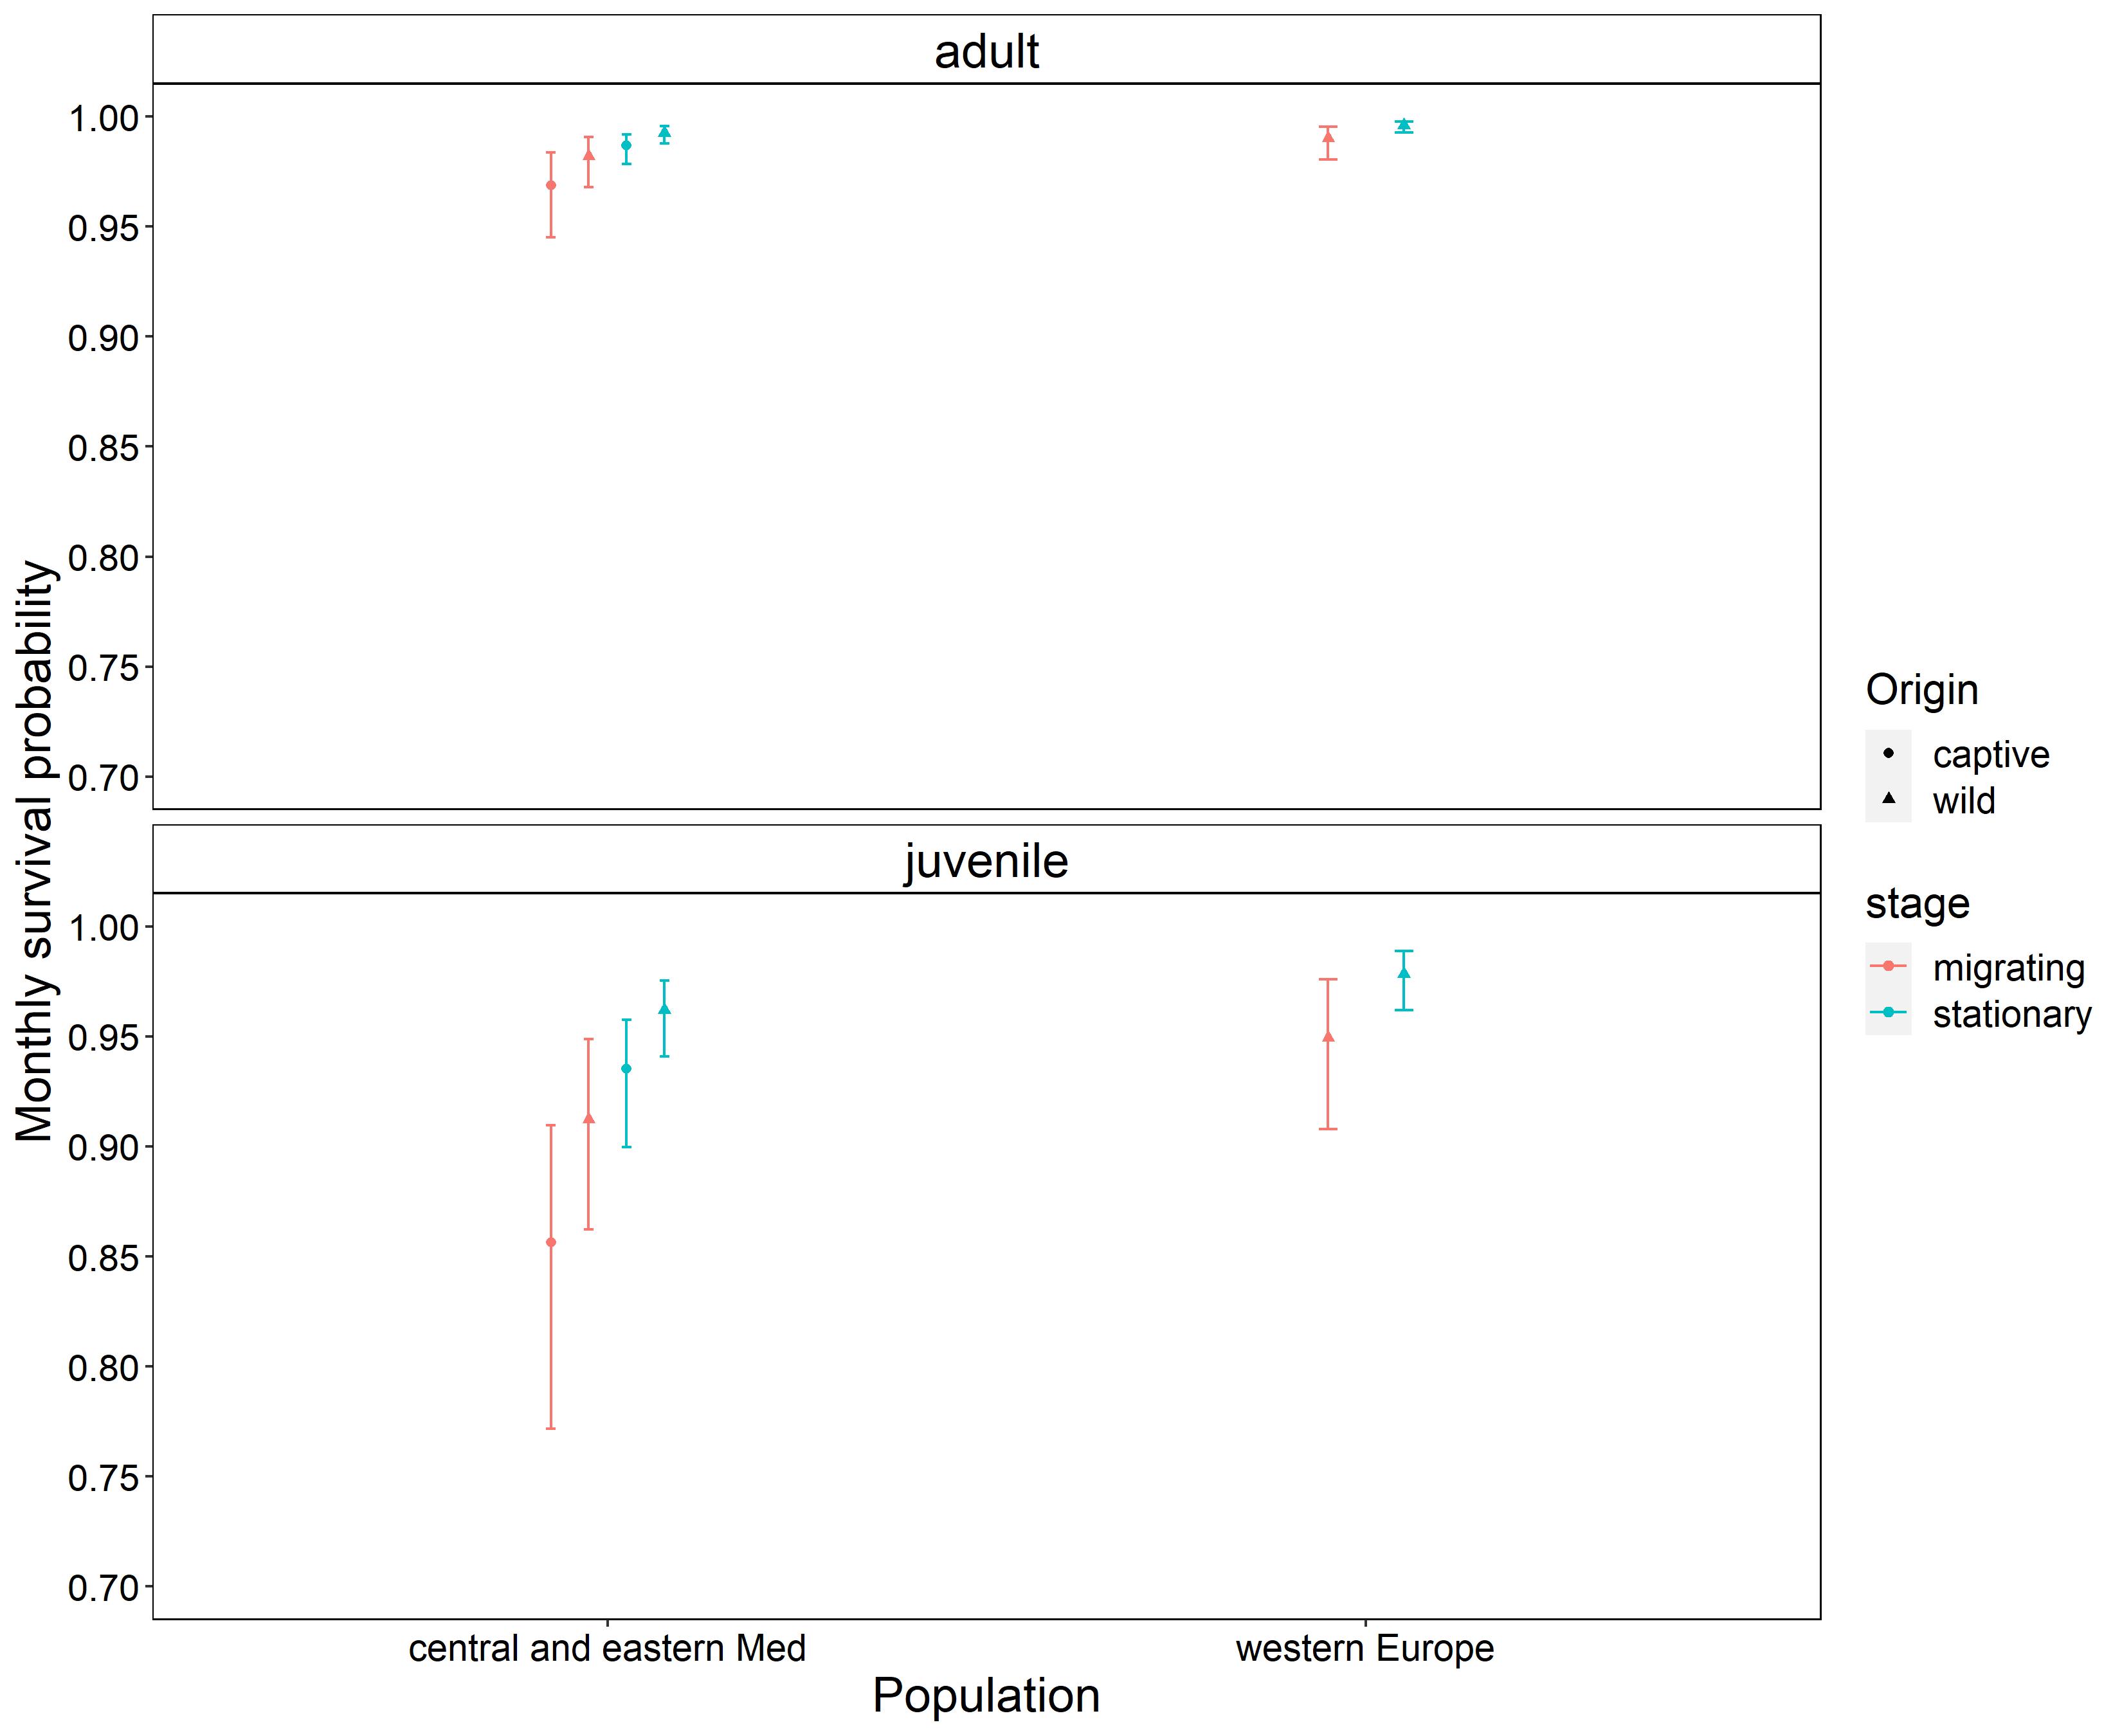 adult
1.00
0.95
0.90
0.85
0.80
0.75
0.70
juvenile
1.00
0.95
0.90
0.85
0.80
0.75
0.70
Monthly survival probability
central and eastern Med
western Europe
Population
Origin
captive
wild
stage
migrating
stationary